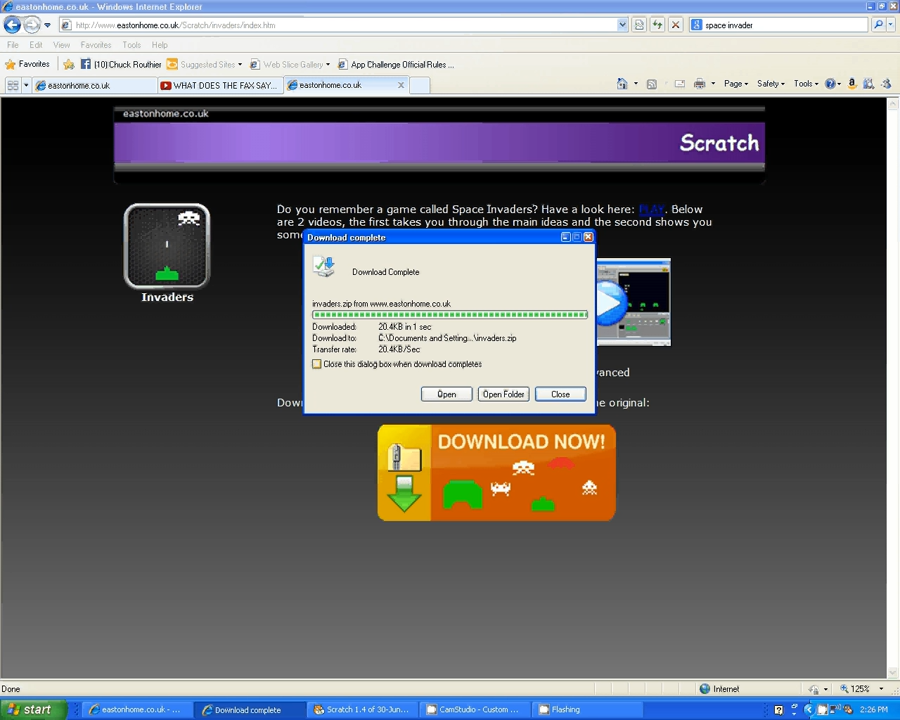 eastonhome.co.uk - Windows Internet Explorer
http://www.eastonhome.co.uk/Scratch/invaders/index.htm
space invader
File Edit View Favorites Tools Help
Favorites (10)Chuck Routhier Suggested Sites Web Slice Gallery App Challenge Official Rules ...
eastonhome.co.uk WHAT DOES THE FAX SAY... eastonhome.co.uk x Page Safety Tools
eastonhome.co.uk
Scratch
Do you remember a game called Space Invaders? Have a look here: PLAY. Below
are 2 videos, the first takes you through the main ideas and the second shows you
som
Invaders
Download complete
Download Complete
invaders.zip from www.eastonhome.co.uk
Downloaded: 20.4KB in 1 sec
Download to: C:\Documents and Setting...\invaders.zip
Transfer rate: 20.4KB/Sec
Close this dialog box when download completes
Open Open Folder Close
vanced
Dow
e original:
DOWNLOAD NOW!
Done Internet 125%
start eastonhome.co.uk - ... Download complete Scratch 1.4 of 30-Jun... CamStudio - Custom ... Flashing 2:26 PM